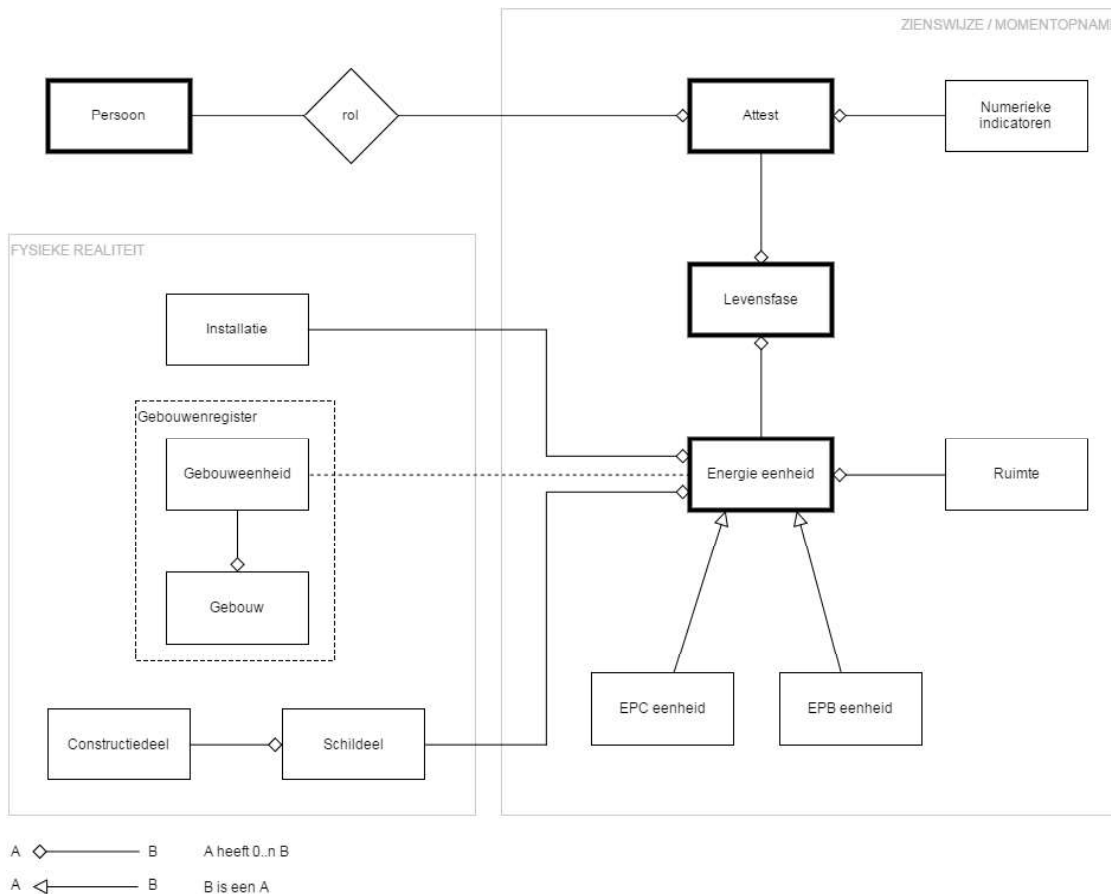 ZIENSWIJZE / MOMENTOPNAME
Persoon
rol
Attest
Numerieke
indicatoren
FYSIEKE REALITEIT
Installatie
Levensfase
Gebouwenregister
Gebouweenheid
Energie eenheid
Ruimte
Gebouw
EPC eenheid
EPB eenheid
Constructiedeel
Schildeel
A B A heeft 0..n B
A B B is een A